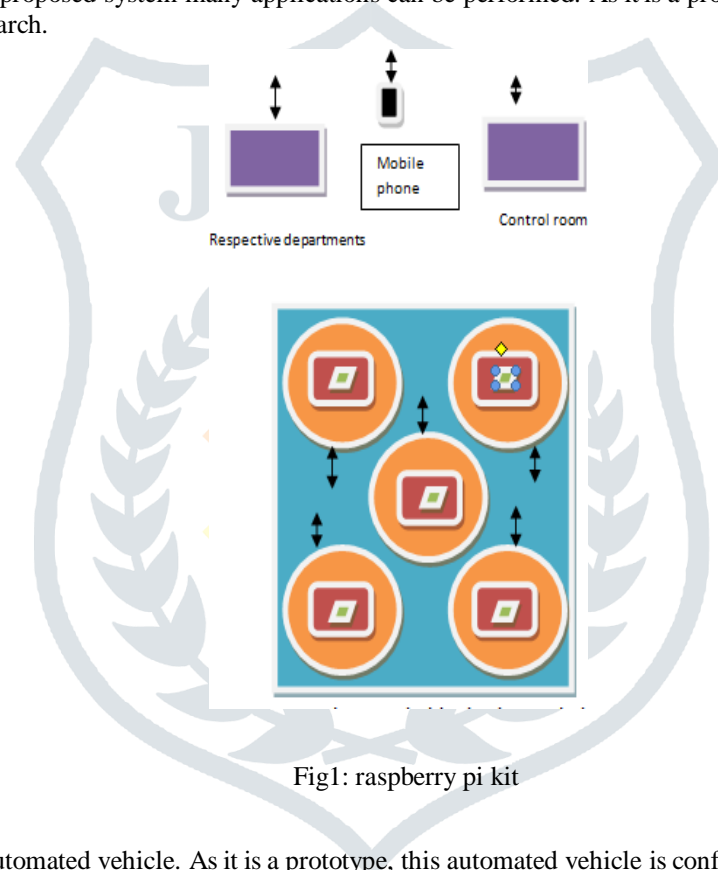 proposed system many applications can be performed. As it is a pro
arch.
Mobile
phone
Control room
Respective departments
Fig1: raspberry pi kit
utomated vehicle. As it is a prototype, this automated vehicle is conf